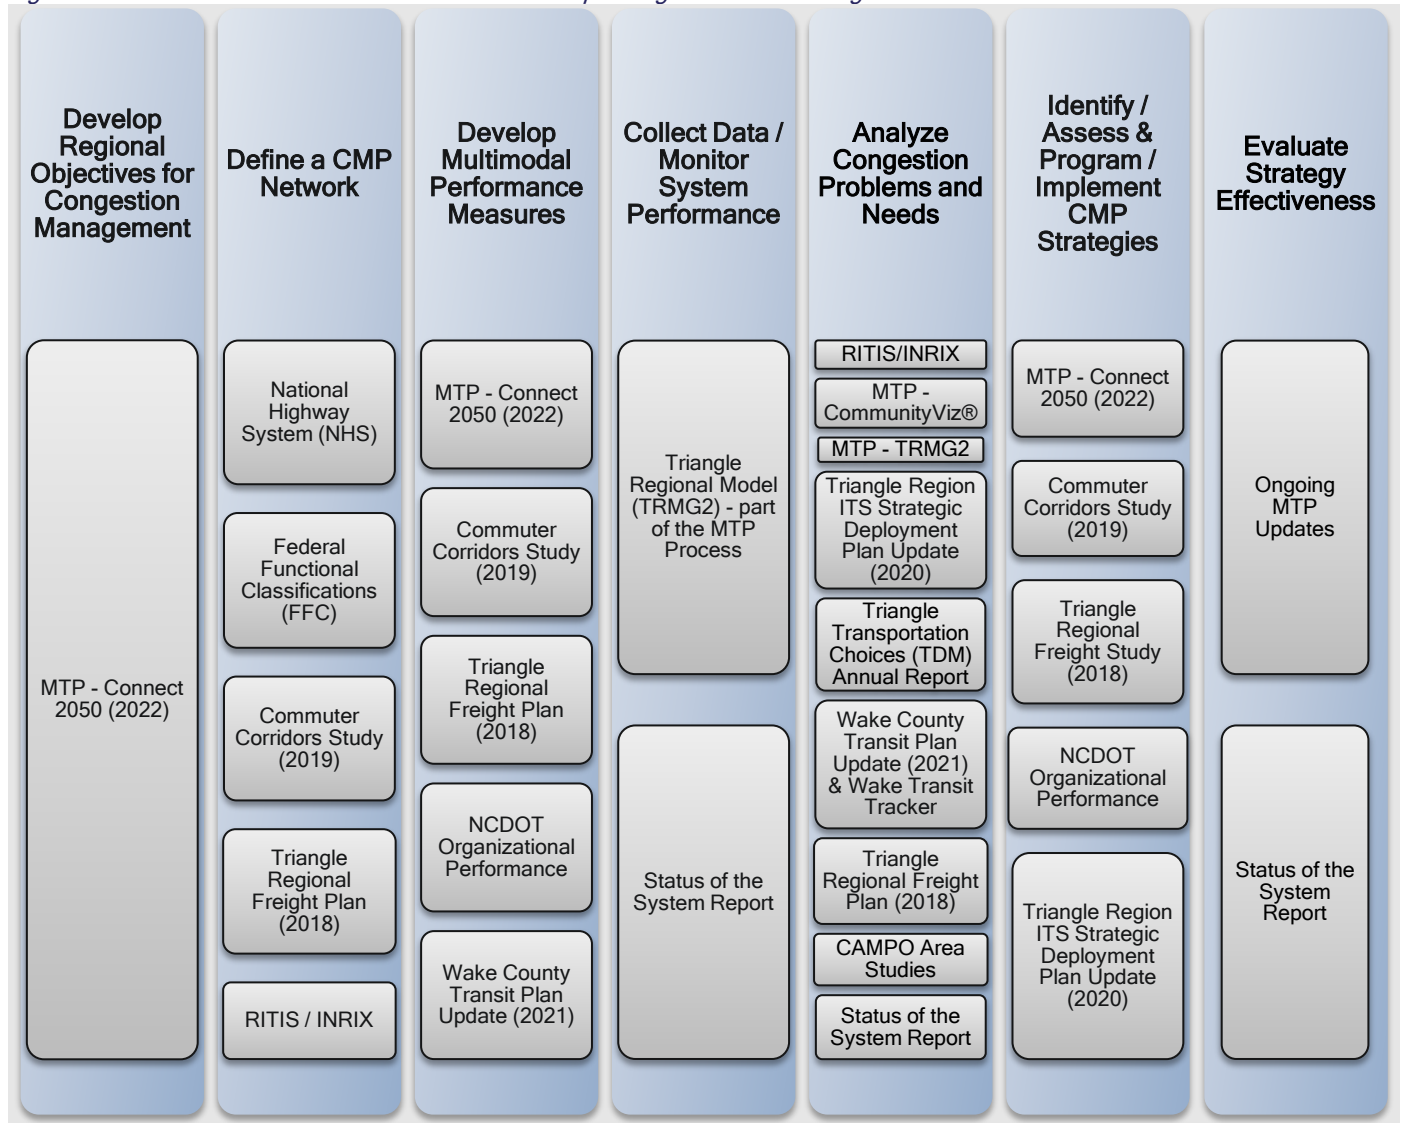 Develop
Regional
Objectives for
Congestion
Management
MTP - Connect
2050 (2022)
Define a CMP
Network
National
Highway
System (NHS)
Federal
Functional
Classifications
(FFC)
Commuter
Corridors Study
(2019)
Triangle
Regional
Freight Plan
(2018)
RITIS / INRIX
Develop
Multimodal
Performance
Measures
MTP - Connect
2050 (2022)
Commuter
Corridors Study
(2019)
Triangle
Regional
Freight Plan
(2018)
NCDOT
Organizational
Performance
Wake County
Transit Plan
Update (2021)
Collect Data /
Monitor
System
Performance
Triangle
Regional Model
(TRMG2) - part
of the MTP
Process
Status of the
System Report
Analyze
Congestion
Problems and
Needs
RITIS/INRIX
MTP -
CommunityViz®
MTP - TRMG2
Triangle Region
ITS Strategic
Deployment
Plan Update
(2020)
Triangle
Transportation
Choices (TDM)
Annual Report
Wake County
Transit Plan
Update (2021)
& Wake Transit
Tracker
Triangle
Regional Freight
Plan (2018)
CAMPO Area
Studies
Status of the
System Report
Identify /
Assess &
Program /
Implement
CMP
Strategies
MTP - Connect
2050 (2022)
Commuter
Corridors Study
(2019)
Triangle
Regional
Freight Study
(2018)
NCDOT
Organizational
Performance
Triangle Region
ITS Strategic
Deployment
Plan Update
(2020)
Evaluate
Strategy
Effectiveness
Ongoing
MTP
Updates
Status of the
System
Report